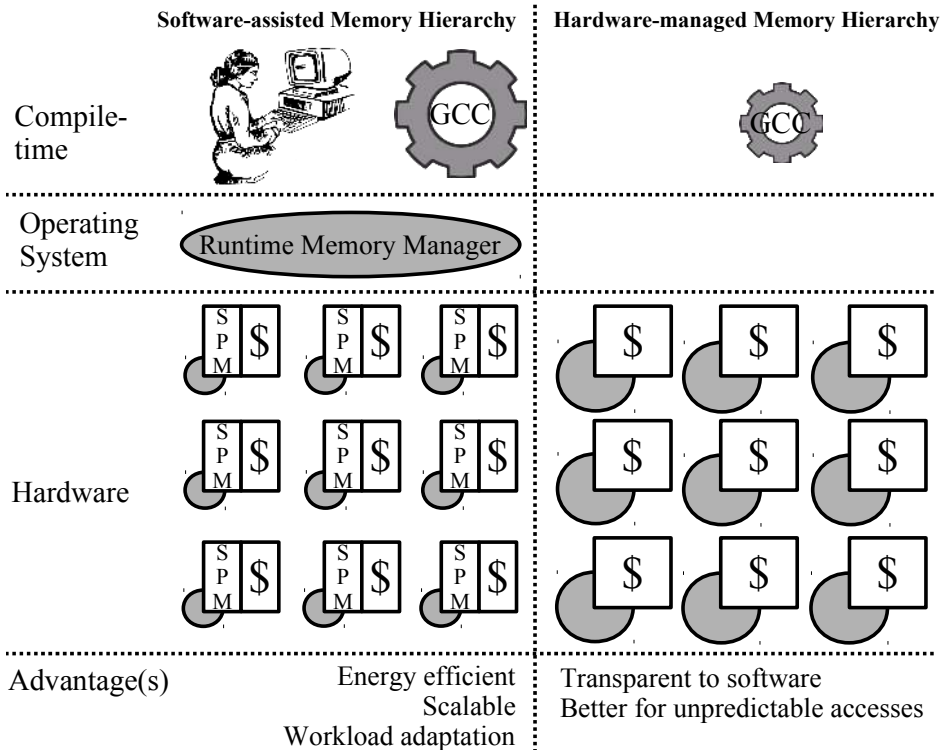 Software-assisted Memory Hierarchy
Hardware-managed Memory Hierarchy
Compile-
time
GCC
GCC
Operating
System
Runtime Memory Manager
Hardware
S
P
M
$
S
P
M
$
S
P
M
$
$
$
$
S
P
M
$
S
P
M
$
S
P
M
$
$
$
$
S
P
M
$
S
P
M
$
S
P
M
$
$
$
$
Advantage(s)
Energy efficient
Scalable
Workload adaptation
Transparent to software
Better for unpredictable accesses